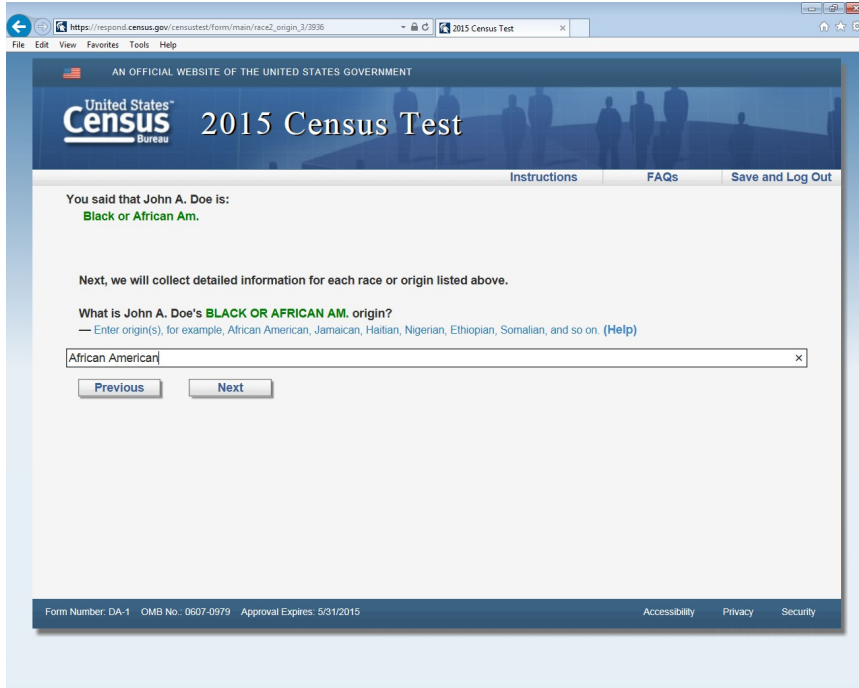 https://respond.census.gov/censustest/form/main/race2_origin_3/3936
2015 Census Test
File Edit View Favorites Tools Help
AN OFFICIAL WEBSITE OF THE UNITED STATES GOVERNMENT
United States™
Census
Bureau
2015 Census Test
Instructions FAQs Save and Log Out
You said that John A. Doe is:
Black or African Am.
Next, we will collect detailed information for each race or origin listed above.
What is John A. Doe's BLACK OR AFRICAN AM. origin?
— Enter origin(s), for example, African American, Jamaican, Haitian, Nigerian, Ethiopian, Somalian, and so on. (Help)
African American
Previous Next
Form Number: DA-1 OMB No.: 0607-0979 Approval Expires: 5/31/2015 Accessibility Privacy Security